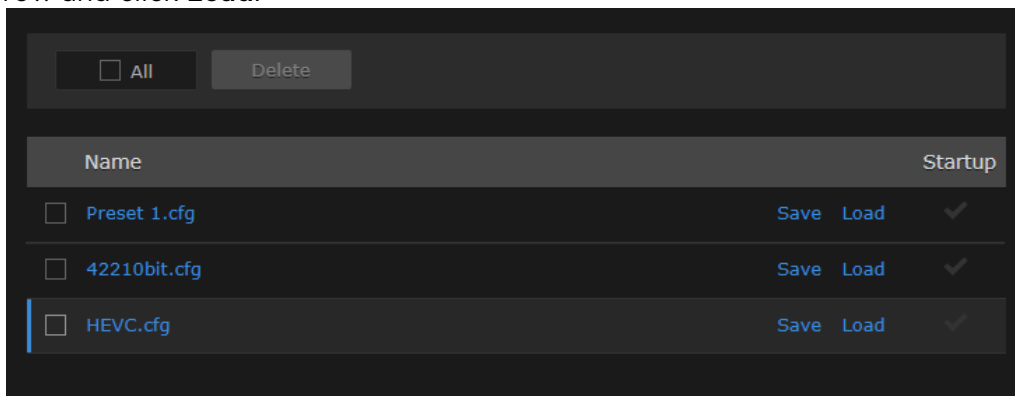 row and click Load.
All Delete
Name Startup
Preset 1.cfg Save Load
42210bit.cfg Save Load
HEVC.cfg Save Load